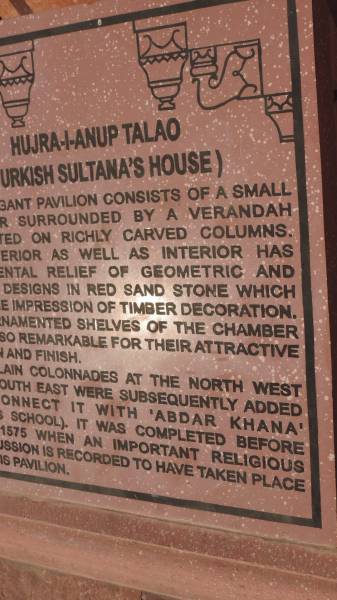 HUJRA-I-ANUP TALAO
URKISH SULTANA'S HOUSE )
GANT PAVILION CONSISTS OF A SMALL
R SURROUNDED BY A VERANDAH
TED ON RICHLY CARVED COLUMNS.
ERIOR AS WELL AS INTERIOR HAS
ENTAL RELIEF OF GEOMETRIC AND
DESIGNS IN RED SAND STONE WHICH
E IMPRESSION OF TIMBER DECORATION.
RNAMENTED SHELVES OF THE CHAMBER
SO REMARKABLE FOR THEIR ATTRACTIVE
N AND FINISH.
LAIN COLONNADES AT THE NORTH WEST
OUTH EAST WERE SUBSEQUENTLY ADDED
ONNECT IT WITH 'ABDAR KHANA'
S SCHOOL). IT WAS COMPLETED BEFORE
1575 WHEN AN IMPORTANT RELIGIOUS
USSION IS RECORDED TO HAVE TAKEN PLACE
IS PAVILION.